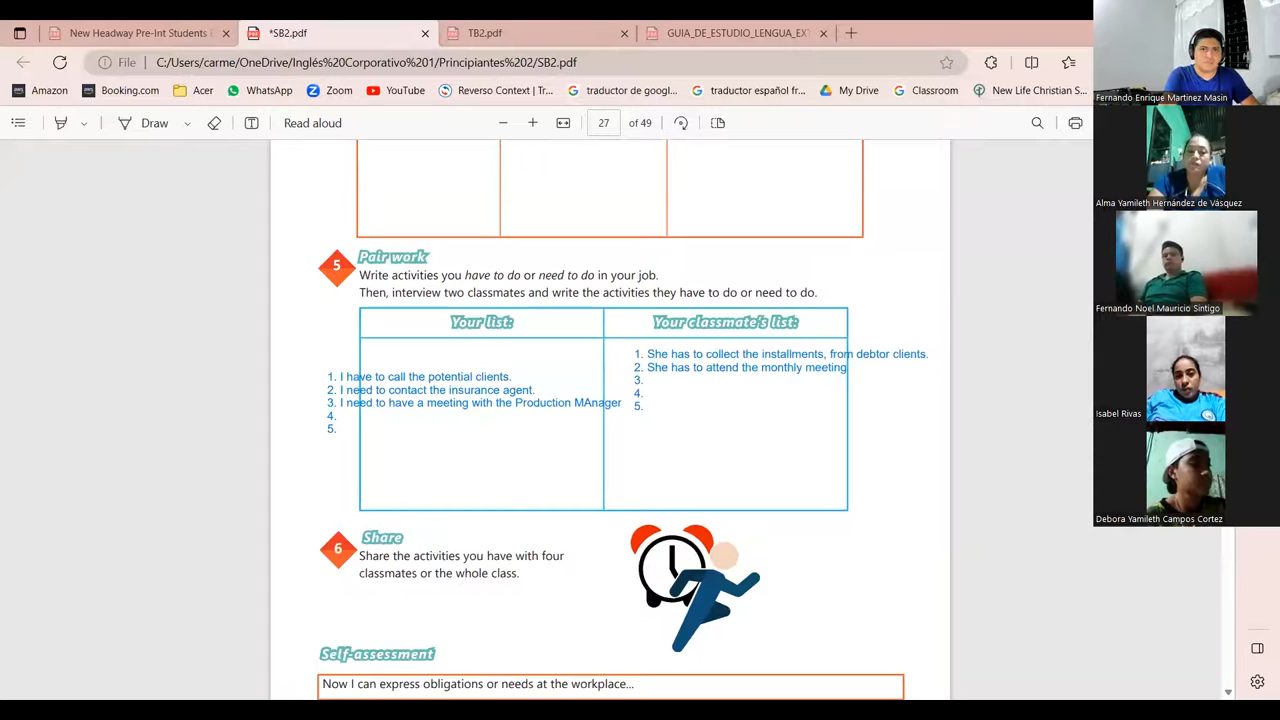 New Headway Pre-Int Students
*SB2.pdf
TB2.pdf
GUIA_DE_ESTUDIO_LENGUA_EX
File
C:/Users/carme/OneDrive/Inglés%20Corporativo%201/Principiantes%202/SB2.pdf
Amazon
Booking.com
Acer
WhatsApp
Zoom
YouTube
Reverso Context | Tr...
traductor de googl...
traductor español fr...
My Drive
Classroom
New Life Christian S...
Draw
Read aloud
27
of 49
5
Pair work
Write activities you have to do or need to do in your job.
Then, interview two classmates and write the activities they have to do or need to do.
Your list:
Your classmate's list:
1. I have to call the potential clients.
2. I need to contact the insurance agent.
3. I need to have a meeting with the Production MAnager
4.
5.
1. She has to collect the installments, from debtor clients.
2. She has to attend the monthly meeting
3.
4.
5.
6
Share
Share the activities you have with four
classmates or the whole class.
Self-assessment
Now I can express obligations or needs at the workplace...
Fernando Enrique Martinez Masin
Alma Yamileth Hernández de Vásquez
Fernando Noel Mauricio Sintigo
Isabel Rivas
Debora Yamileth Campos Cortez